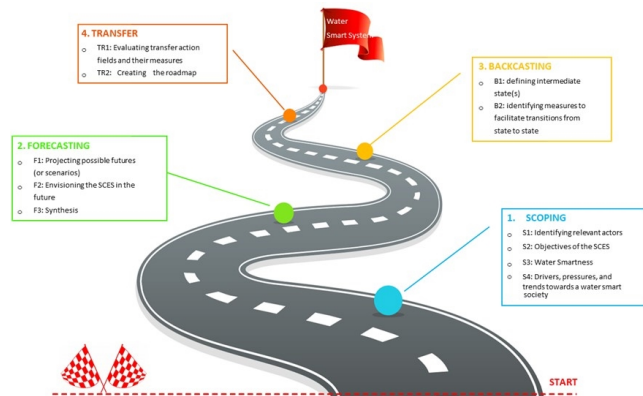 Water
Smart System
4. TRANSFER
o TR1: Evaluating transfer action
fields and their measures
o TR2: Creating the roadmap
3. BACKCASTING
o B1: defining intermediate
state(s)
o B2: identifying measures to
facilitate transitions from
state to state
2. FORECASTING
o F1: Projecting possible futures
(or scenarios)
o F2: Envisioning the SCES in the
future
o F3: Synthesis
1. SCOPING
o S1: Identifying relevant actors
o S2: Objectives of the SCES
o S3: Water Smartness
o S4: Drivers, pressures, and
trends towards a water smart
society
START